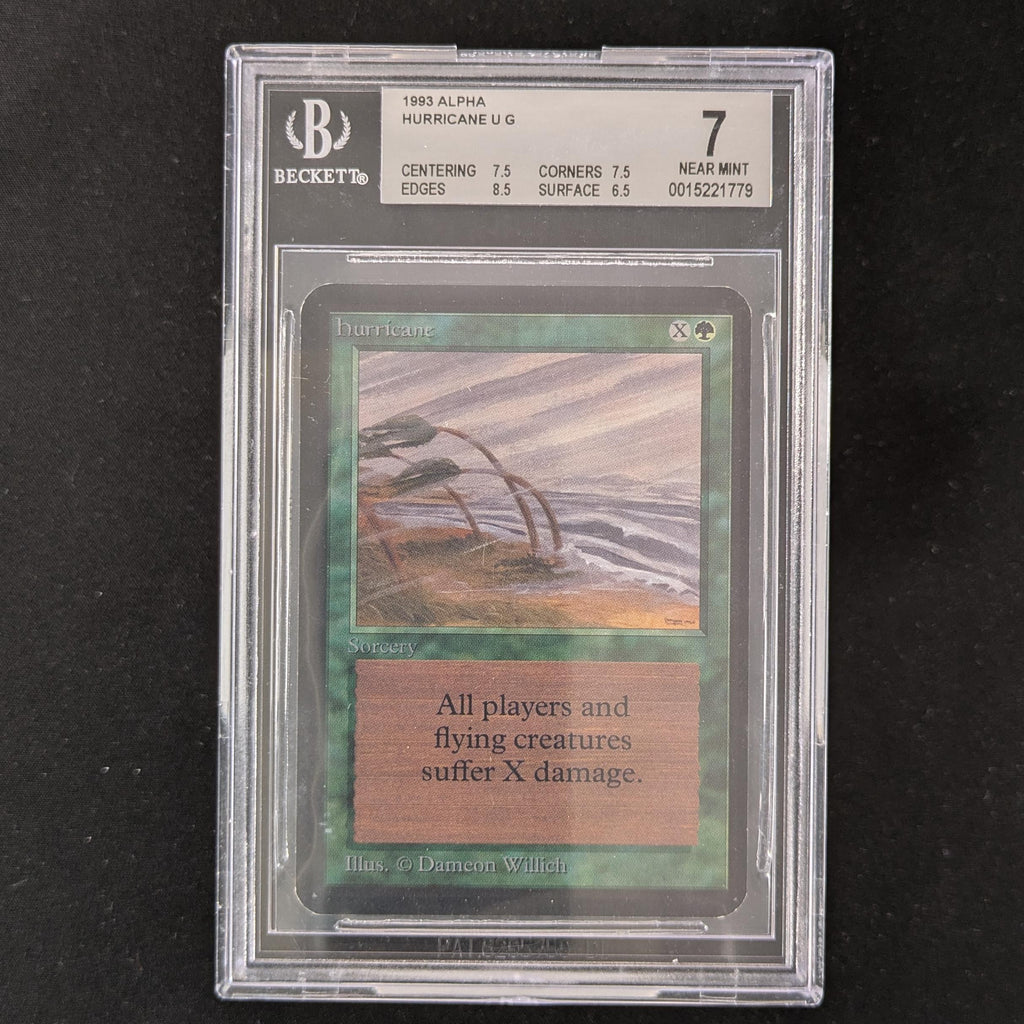 B
BECKETT®
1993 ALPHA
HURRICANE U G
CENTERING 7.5 CORNERS 7.5
EDGES 8.5 SURFACE 6.5
7
NEAR MINT
0015221779
Hurricane X
Sorcery
All players and
flying creatures
suffer X damage.
Illus. © Dameon Willich